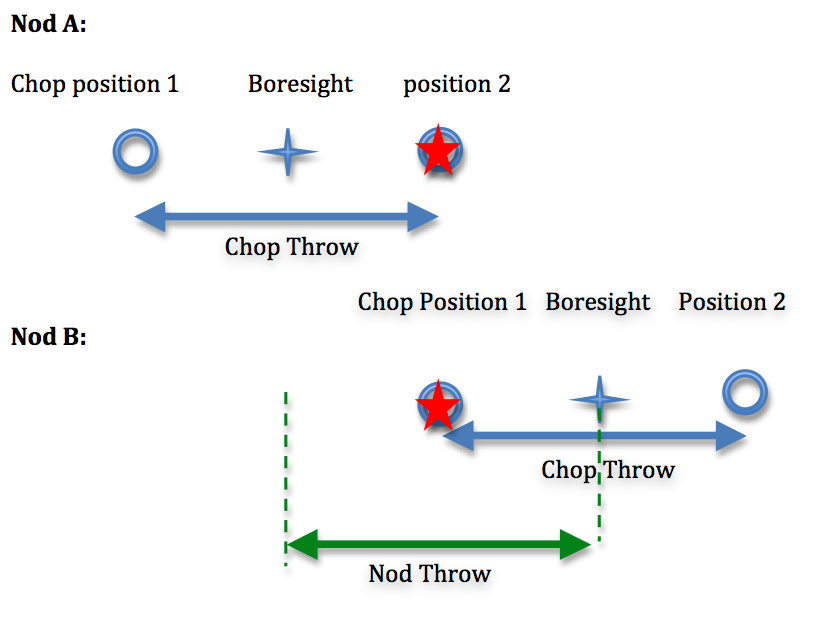 Nod A:
Chop position 1 Boresight position 2
Chop Throw
Chop Position 1 Boresight Position 2
Nod B:
Chop Throw
Nod Throw